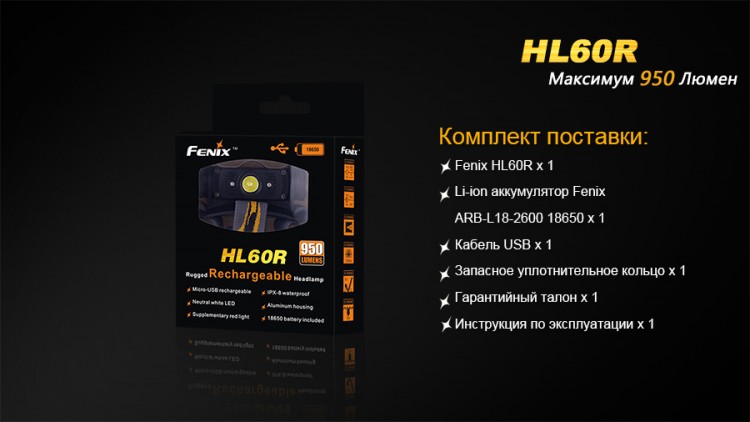 HL60R
Максимум 950 Люмен
Комплект поставки:
Fenix HL60R x 1
Li-ion аккумулятор Fenix
ARB-L18-2600 18650 x 1
Кабель USB x 1
Запасное уплотнительное кольцо x 1
Гарантийный талон x 1
Инструкция по эксплуатации x 1
FENIX™
18650
HL60R
950 LUMENS
Rugged Rechargeable Headlamp
Micro-USB rechargeable
IPX-8 waterproof
Neutral white LED
Aluminum housing
Supplementary red light
18650 battery included